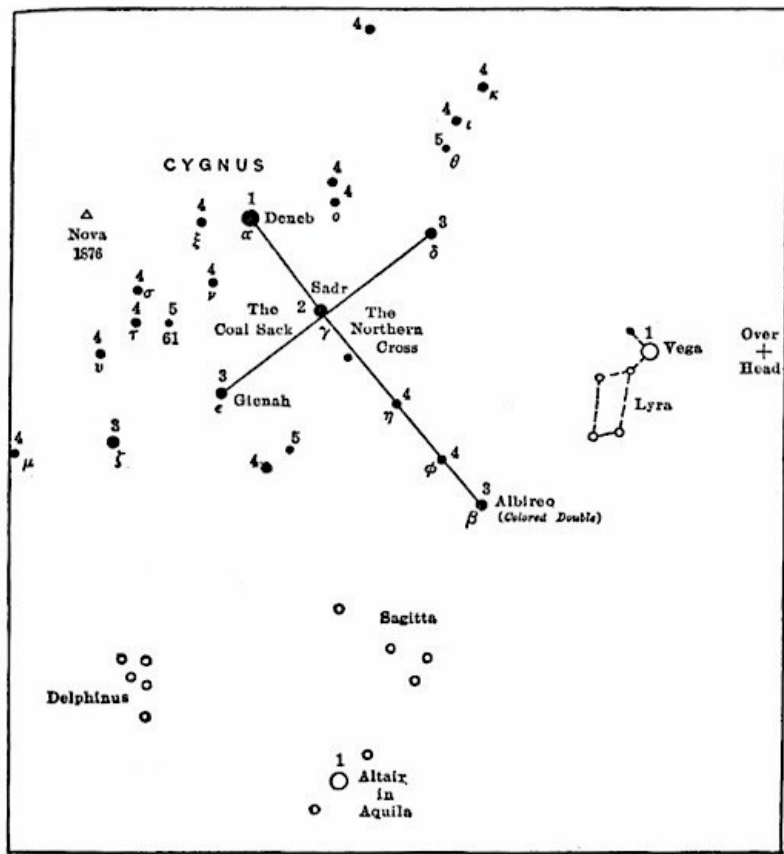 4
4
κ
4
ι
5
θ
CYGNUS
4
4
ο
1
Deneb
α
4
ξ
3
δ
Nova
1876
4
σ
4
ν
Sadr
2
γ
The
Coal Sack
The
Northern
Cross
4
τ
5
61
4
υ
1
Vega
Over
Head
Lyra
3
ε
Gienah
4
η
3
ζ
4
μ
5
4
4
φ
3
β
Albireo
(Colored Double)
Sagitta
Delphinus
1
Altair
in
Aquila